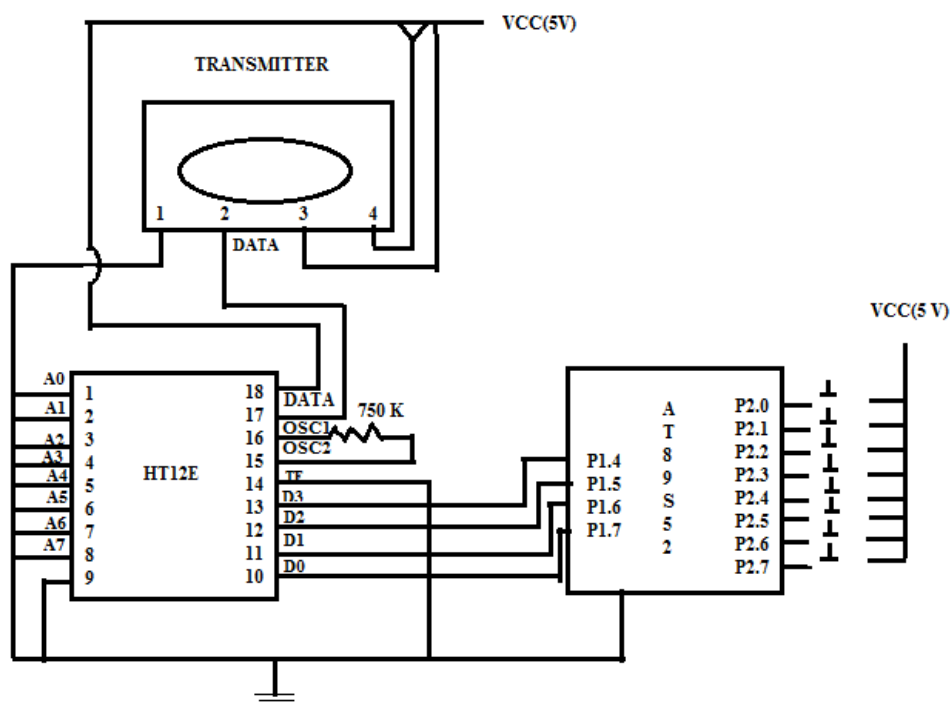 VCC(5V)
TRANSMITTER
1 2 3 4
DATA
VCC(5 V)
A0
A1
A2
A3
A4
A5
A6
A7
1
2
3
4
5
6
7
8
9
HT12E
18
17
16
15
14
13
12
11
10
DATA
OSC1
OSC2
TE
D3
D2
D1
D0
750 K
P1.4
P1.5
P1.6
P1.7
A
T
8
9
S
5
2
P2.0
P2.1
P2.2
P2.3
P2.4
P2.5
P2.6
P2.7